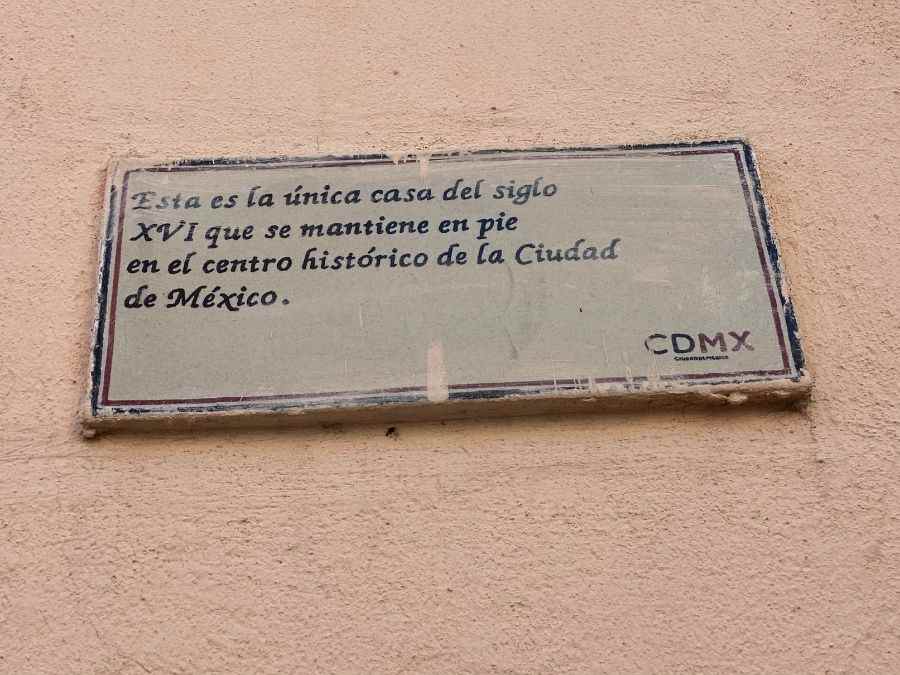 Esta es la única casa del siglo
XVI que se mantiene en pie
en el centro histórico de la Ciudad
de México.
CDMX